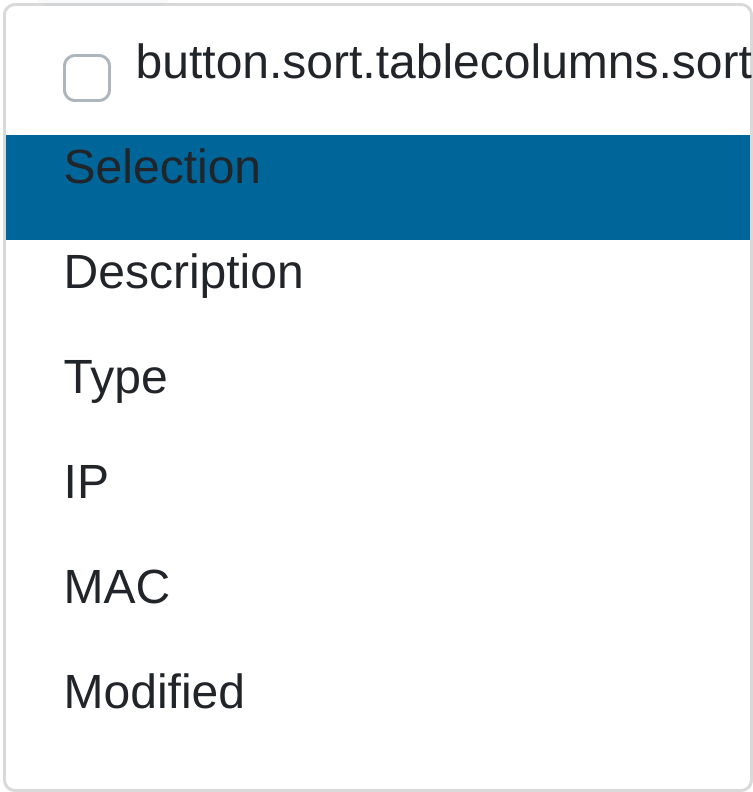 button.sort.tablecolumns.sort
Selection
Description
Type
IP
MAC
Modified